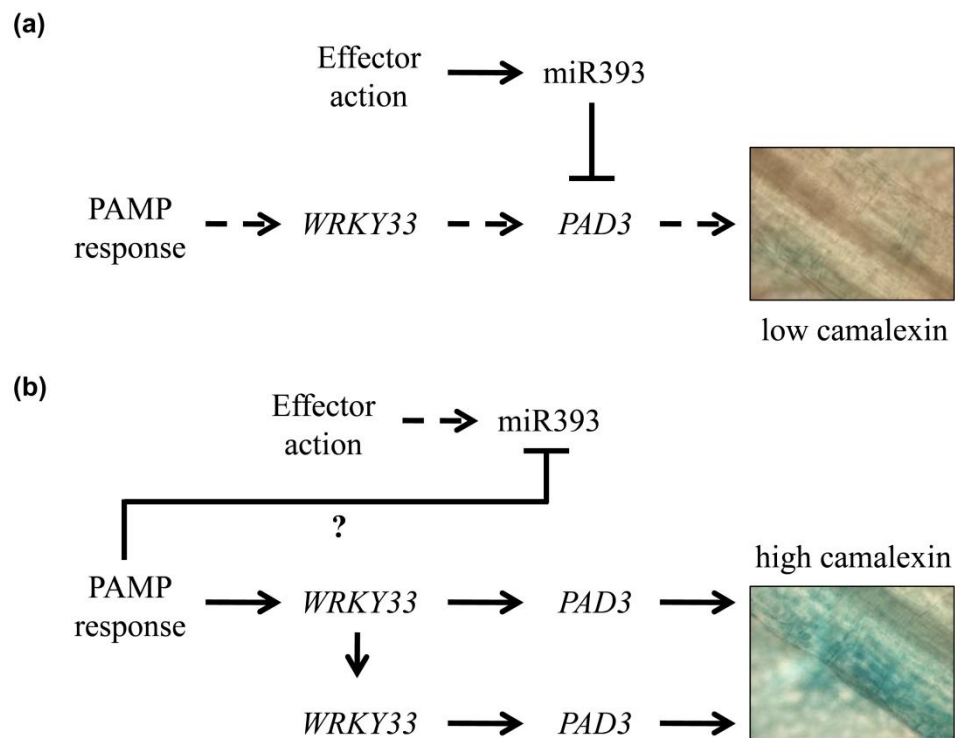 (a)
Effector
action
miR393
PAMP
response
WRKY33
PAD3
low camalexin
(b)
Effector
action
miR393
?
high camalexin
PAMP
response
WRKY33
PAD3
WRKY33
PAD3